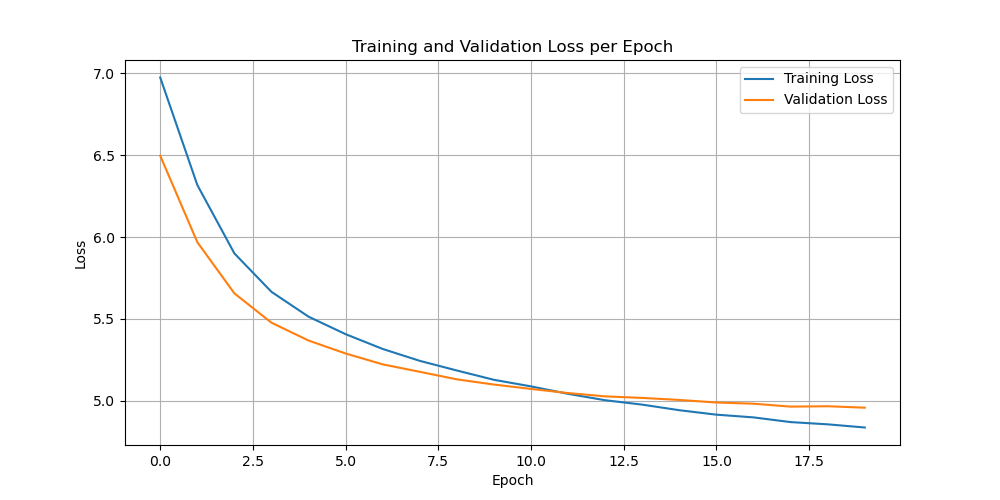 Training and Validation Loss per Epoch
7.0
6.5
6.0
5.5
5.0
Loss
Training Loss
Validation Loss
0.0 2.5 5.0 7.5 10.0 12.5 15.0 17.5
Epoch